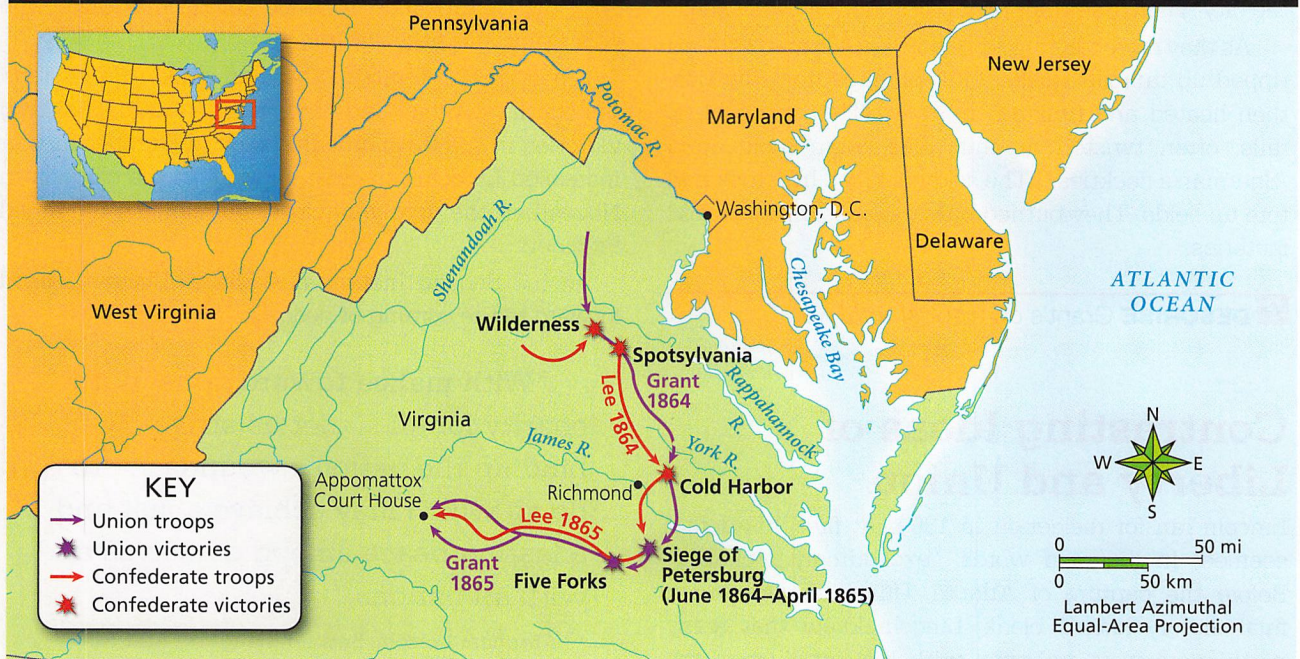 Pennsylvania
New Jersey
Potomac R.
Maryland
Washington, D.C.
Shenandoah R.
Delaware
ATLANTIC
OCEAN
Chesapeake Bay
West Virginia
Wilderness
Spotsylvania
Grant
1864
Lee 1864
Rappahannock
R.
Virginia
James R.
York R.
N
W
E
S
KEY
Union troops
Union victories
Confederate troops
Confederate victories
Appomattox
Court House
Richmond
Cold Harbor
Lee 1865
Grant
1865
Five Forks
Siege of
Petersburg
(June 1864–April 1865)
0
50 mi
0
50 km
Lambert Azimuthal
Equal-Area Projection